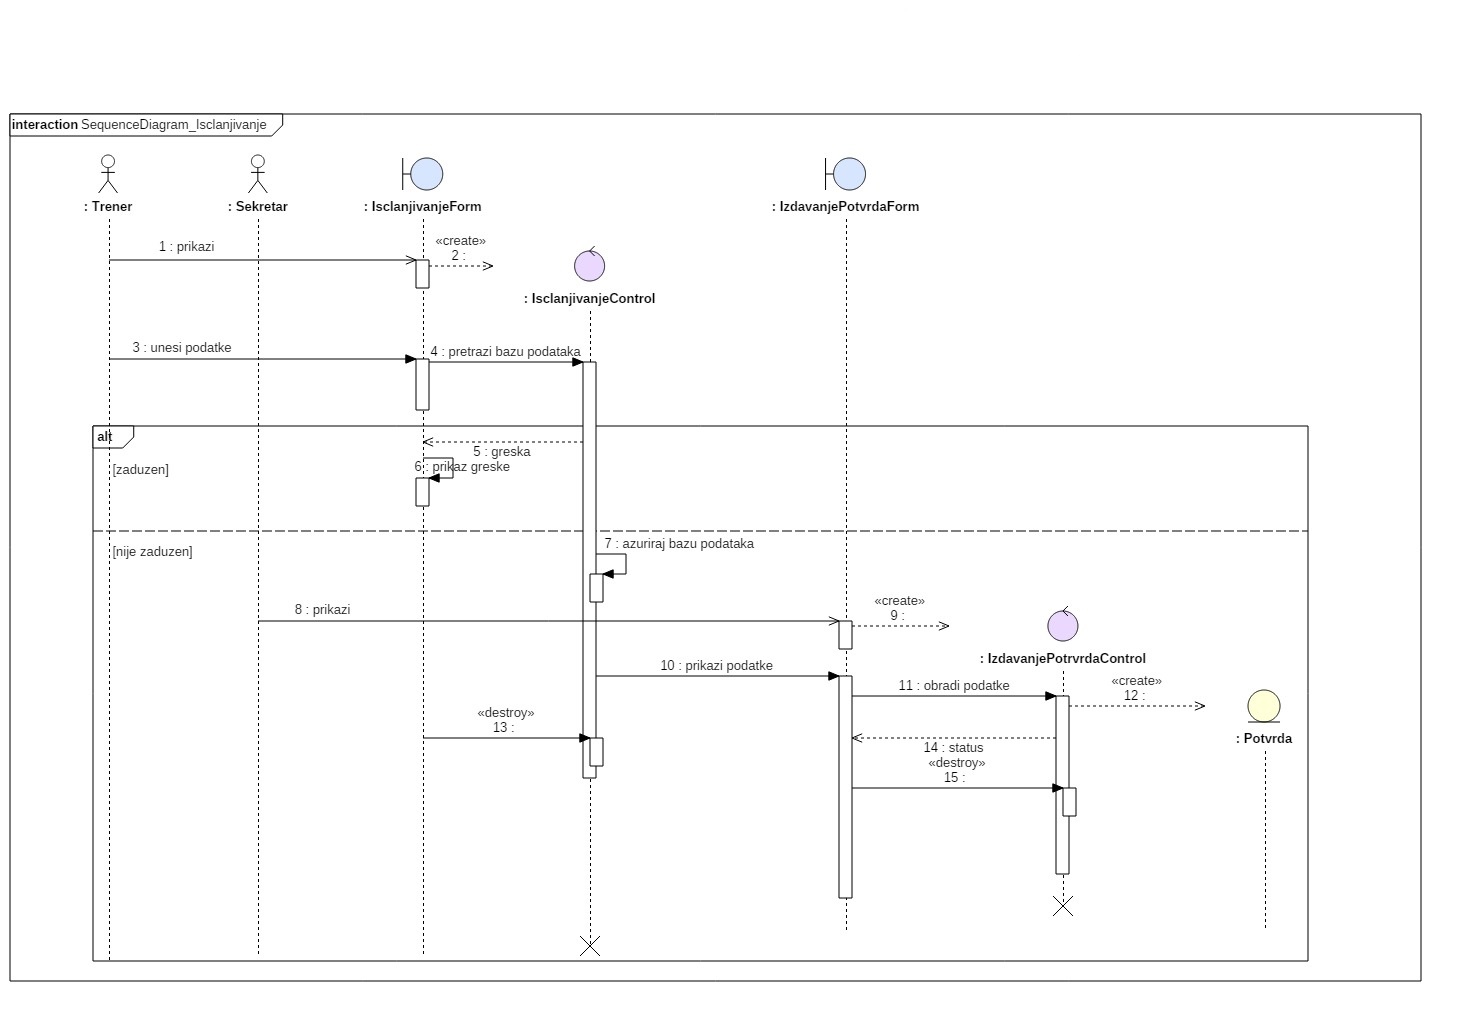 interaction SequenceDiagram_Isclanjivanje
: Trener
: Sekretar
: IsclanjivanjeForm
: IzdavanjePotvrdaForm
1 : prikazi
«create»
2 :
: IsclanjivanjeControl
3 : unesi podatke
4 : pretrazi bazu podataka
alt
5 : greska
[zaduzen]
6 : prikaz greske
[nije zaduzen]
7 : azuriraj bazu podataka
8 : prikazi
«create»
9 :
: IzdavanjePotrvrdaControl
10 : prikazi podatke
11 : obradi podatke
«create»
12 :
: Potvrda
«destroy»
13 :
14 : status
«destroy»
15 :